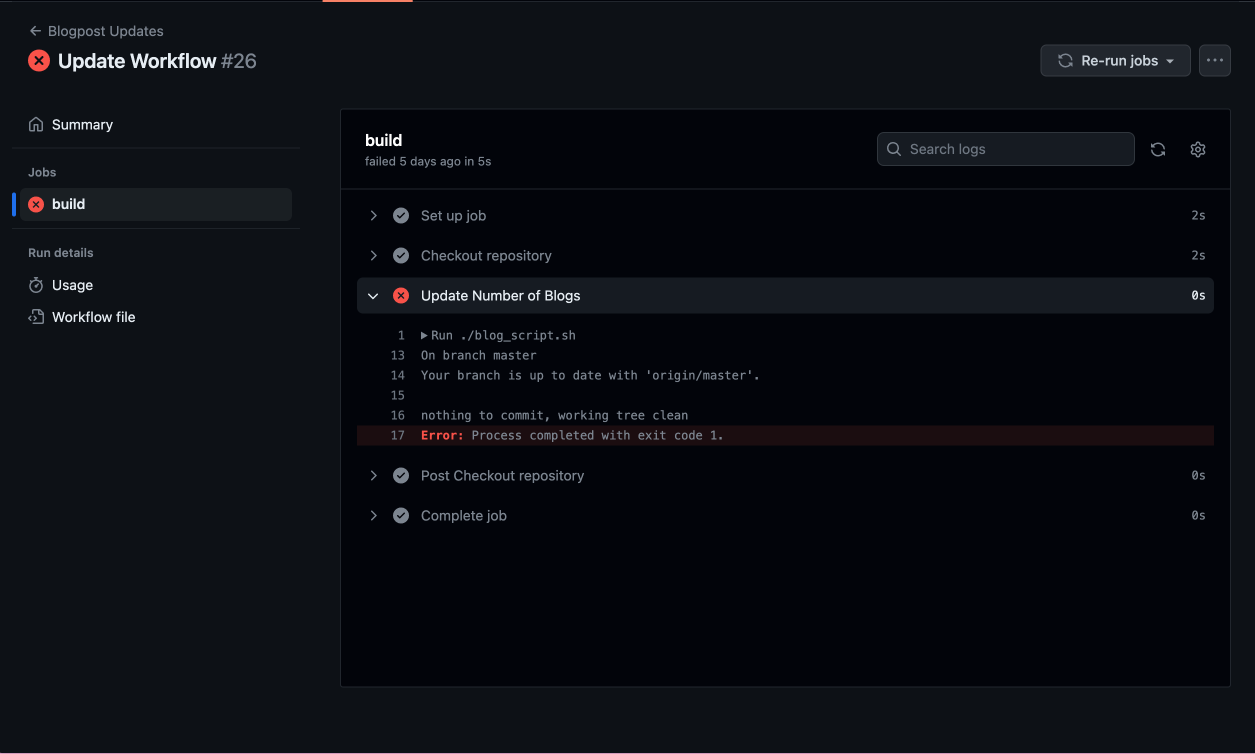 Blogpost Updates
Update Workflow #26
Re-run jobs
Summary
Jobs
build
Run details
Usage
Workflow file
build
failed 5 days ago in 5s
Search logs
Set up job 2s
Checkout repository 2s
Update Number of Blogs 0s
1 Run ./blog_script.sh
13 On branch master
14 Your branch is up to date with 'origin/master'.
15
16 nothing to commit, working tree clean
17 Error: Process completed with exit code 1.
Post Checkout repository 0s
Complete job 0s